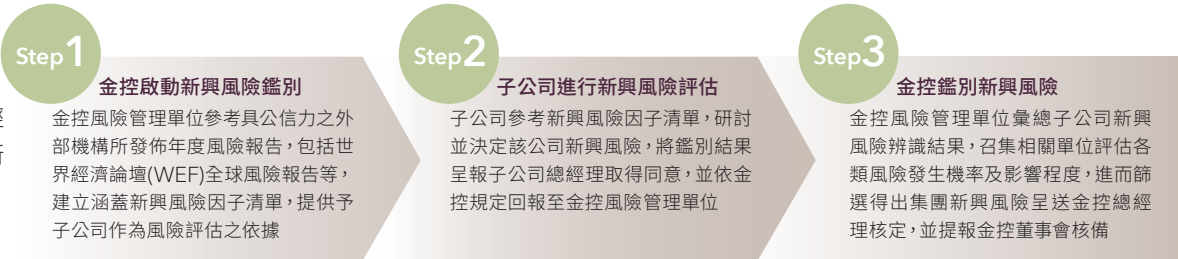 Step1
金控啟動新興風險鑑別
金控風險管理單位參考具公信力之外
部機構所發佈年度風險報告，包括世
界經濟論壇(WEF)全球風險報告等，
建立涵蓋新興風險因子清單，提供予
子公司作為風險評估之依據
Step2
子公司進行新興風險評估
子公司參考新興風險因子清單，研討
並決定該公司新興風險，將鑑別結果
呈報子公司總經理取得同意，並依金
控規定回報至金控風險管理單位
Step3
金控鑑別新興風險
金控風險管理單位彙總子公司新興
風險辨識結果，召集相關單位評估各
類風險發生機率及影響程度，進而篩
選得出集團新興風險呈送金控總經
理核定，並提報金控董事會核備